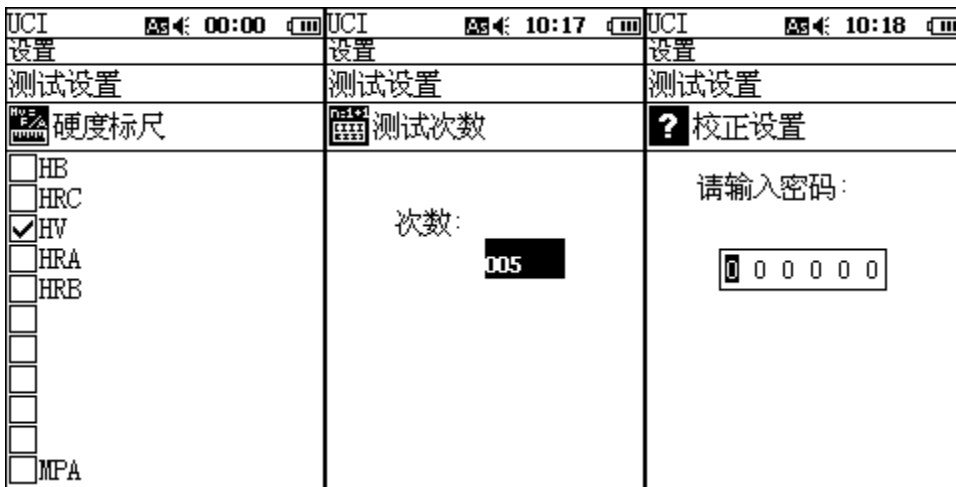 UCI 00:00
设置
测试设置
硬度标尺
HB
HRC
HV
HRA
HRB
MPA
UCI 10:17
设置
测试设置
测试次数
次数:
005
UCI 10:18
设置
测试设置
? 校正设置
请输入密码:
0 0 0 0 0 0